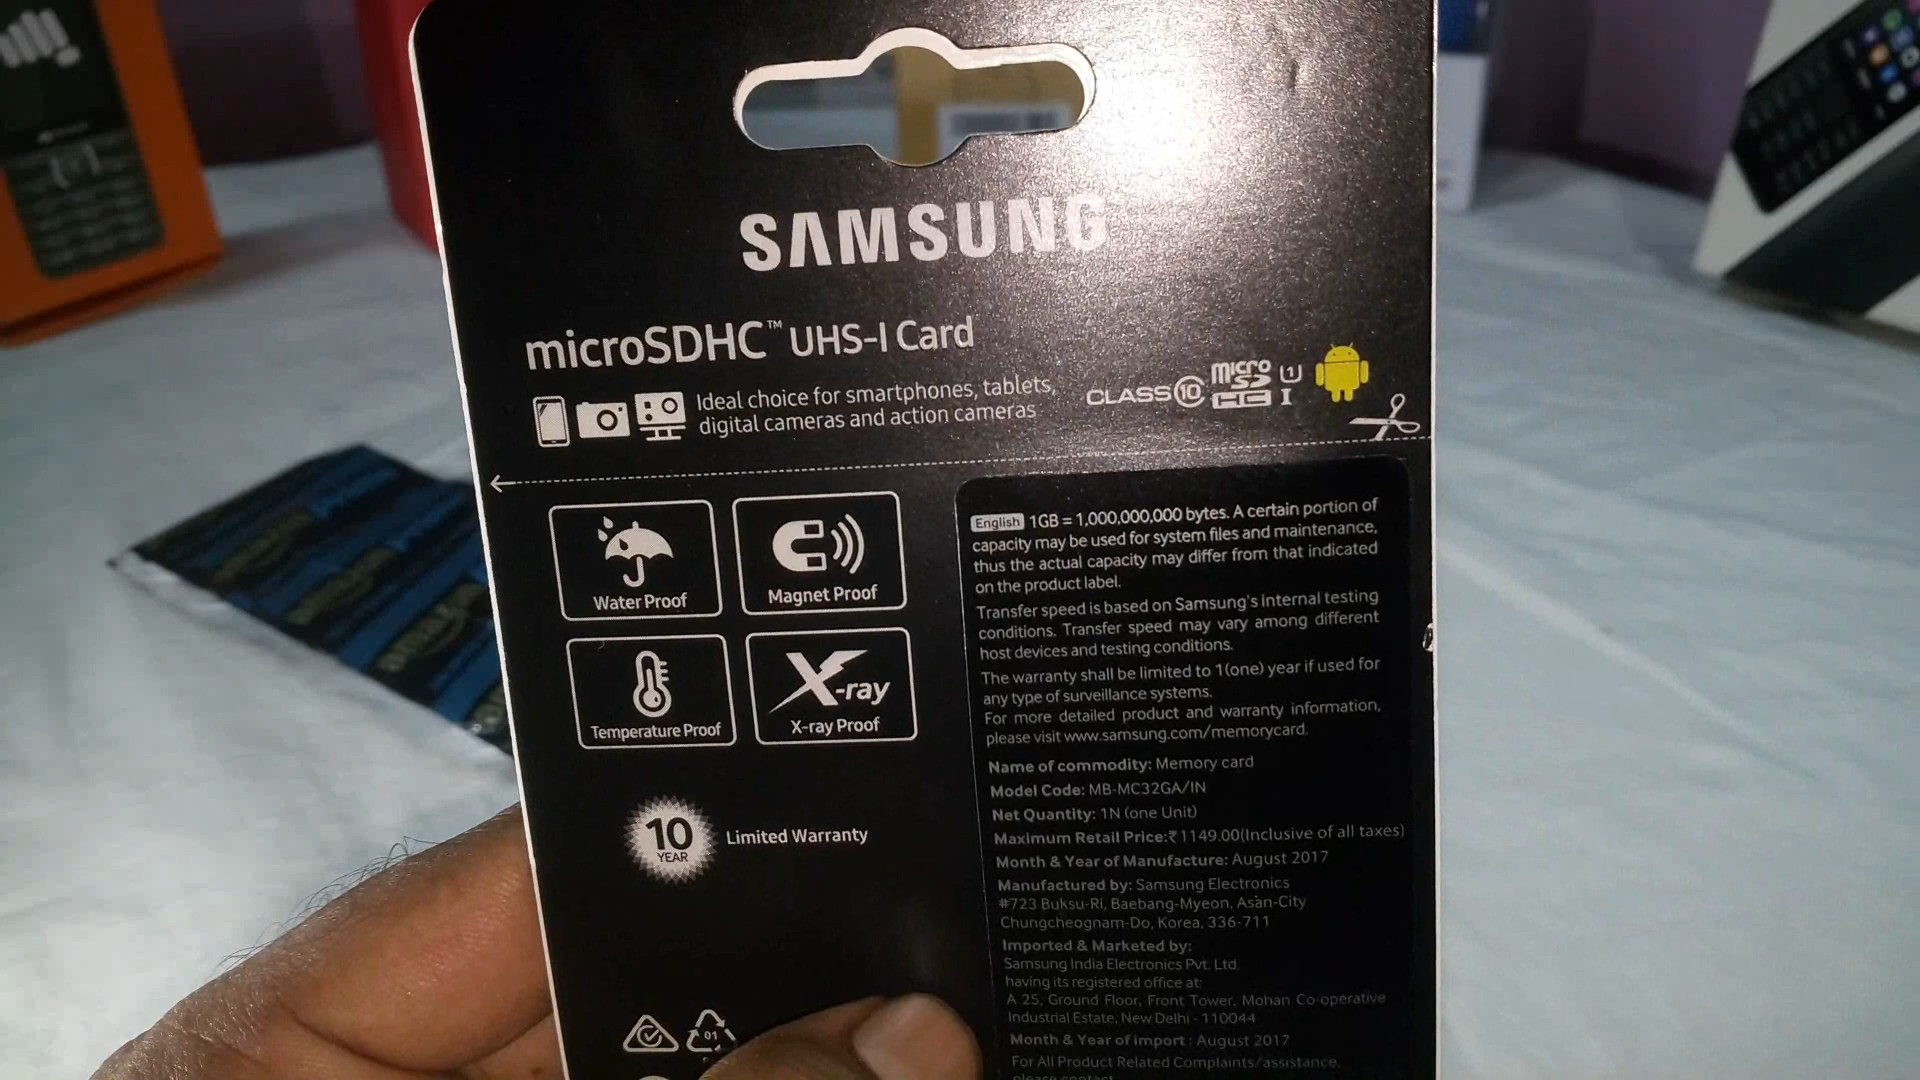 SAMSUNG
microSDHC™ UHS-I Card
Ideal choice for smartphones, tablets,
digital cameras and action cameras
CLASS 10
micro
SD
HC I
U 1
Water Proof
Magnet Proof
Temperature Proof
X-ray
X-ray Proof
10
YEAR
Limited Warranty
01
English 1GB = 1,000,000,000 bytes. A certain portion of
capacity may be used for system files and maintenance,
thus the actual capacity may differ from that indicated
on the product label.
Transfer speed is based on Samsung's internal testing
conditions. Transfer speed may vary among different
host devices and testing conditions.
The warranty shall be limited to 1(one) year if used for
any type of surveillance systems.
For more detailed product and warranty information,
please visit www.samsung.com/memorycard.
Name of commodity: Memory card
Model Code: MB-MC32GA/IN
Net Quantity: 1N (one Unit)
Maximum Retail Price:₹1149.00(Inclusive of all taxes)
Month & Year of Manufacture: August 2017
Manufactured by: Samsung Electronics
#723 Buksu-Ri, Baebang-Myeon, Asan-City
Chungcheognam-Do, Korea, 336-711
Imported & Marketed by:
Samsung India Electronics Pvt. Ltd.
having its registered office at:
A 25, Ground Floor, Front Tower, Mohan Co-operative
Industrial Estate, New Delhi - 110044
Month & Year of import : August 2017
For All Product Related Complaints/assistance,
please contact